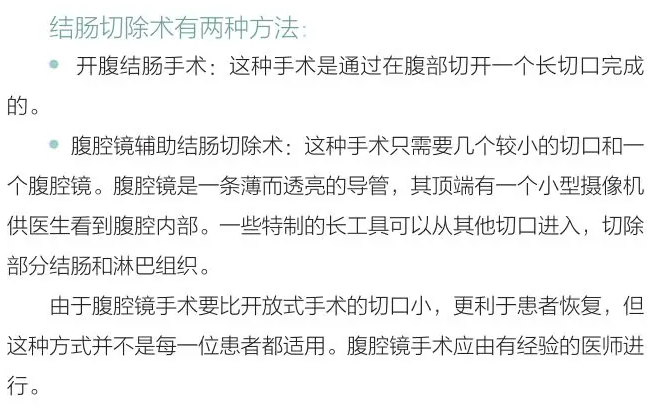 结肠切除术有两种方法:
• 开腹结肠手术：这种手术是通过在腹部切开一个长切口完成
的。
• 腹腔镜辅助结肠切除术：这种手术只需要几个较小的切口和一
个腹腔镜。腹腔镜是一条薄而透亮的导管，其顶端有一个小型摄像机
供医生看到腹腔内部。一些特制的长工具可以从其他切口进入，切除
部分结肠和淋巴组织。
由于腹腔镜手术要比开放式手术的切口小，更利于患者恢复，但
这种方式并不是每一位患者都适用。腹腔镜手术应由有经验的医师进
行。